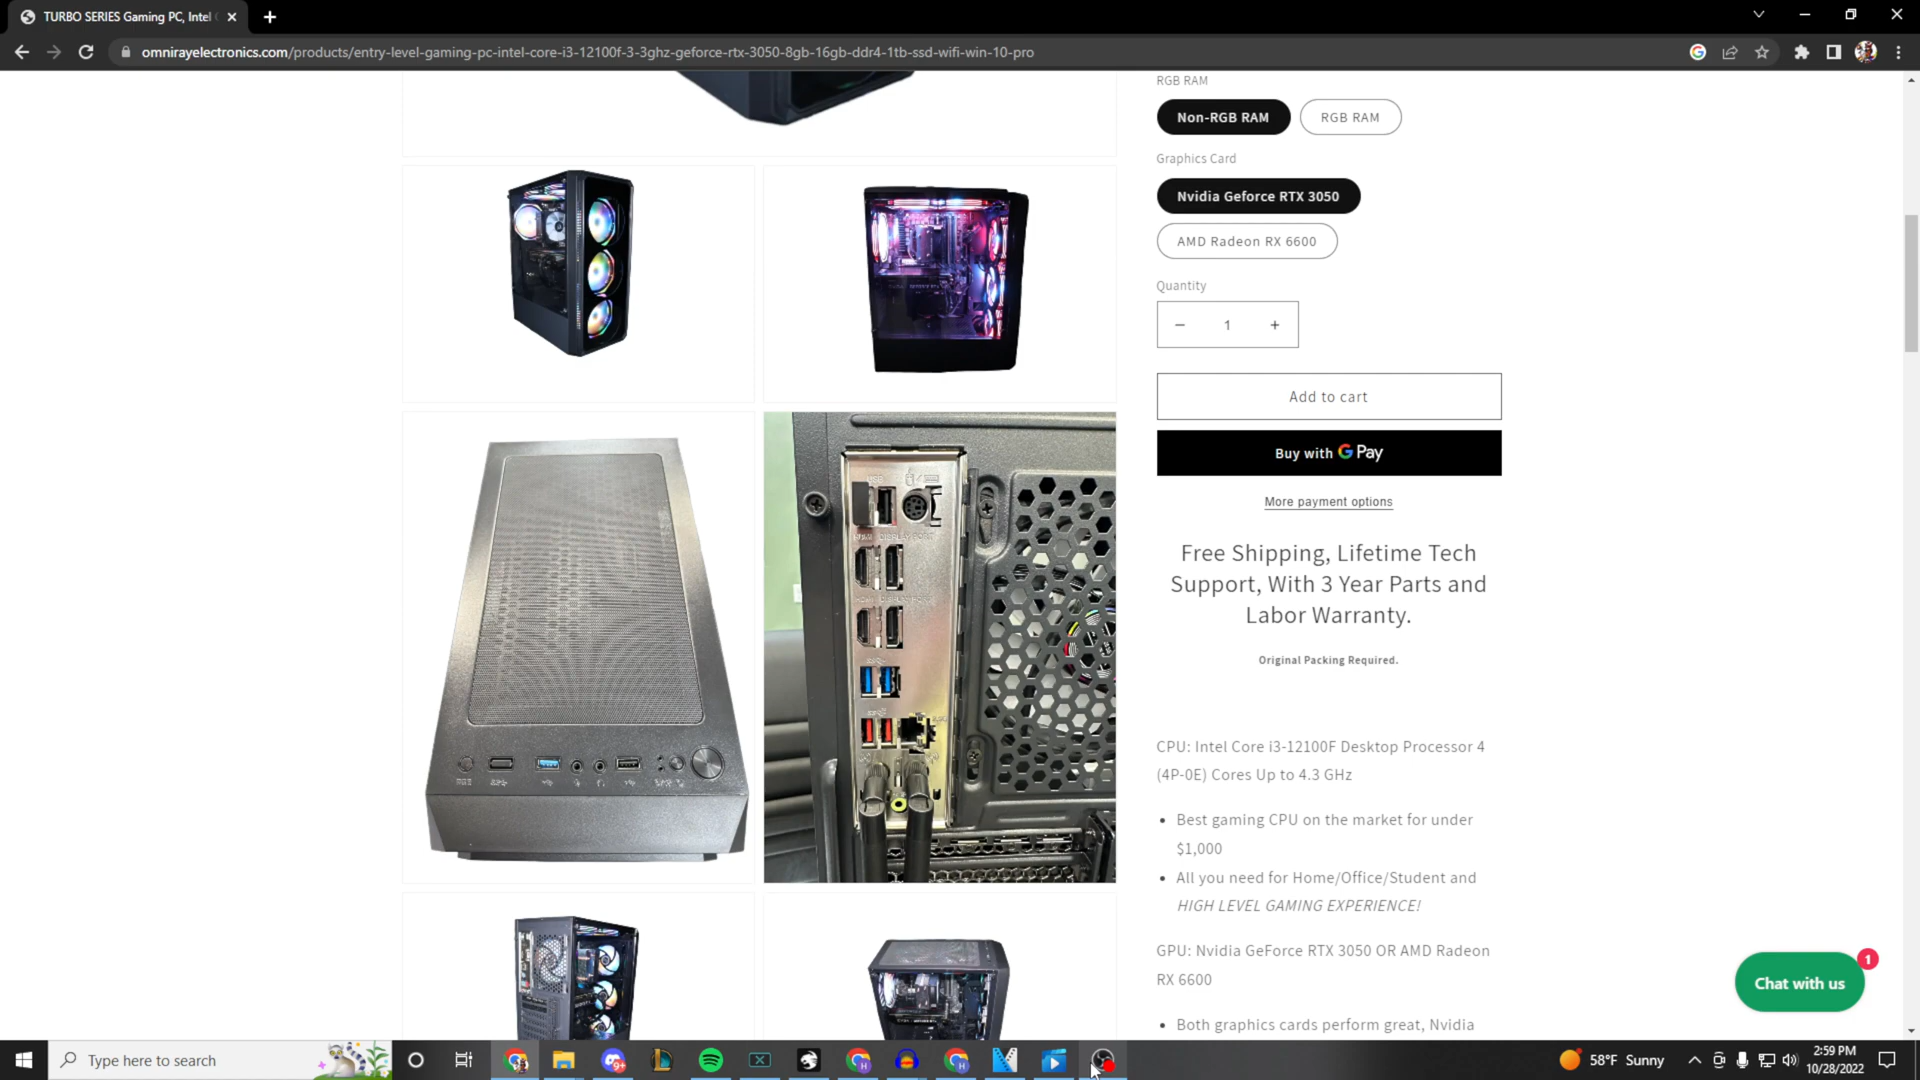 TURBO SERIES Gaming PC, Intel
omnirayelectronics.com/products/entry-level-gaming-pc-intel-core-i3-12100f-3-3ghz-geforce-rtx-3050-8gb-16gb-ddr4-1tb-ssd-wifi-win-10-pro
RGB RAM
Non-RGB RAM
RGB RAM
Graphics Card
Nvidia Geforce RTX 3050
AMD Radeon RX 6600
Quantity
− 1 +
Add to cart
Buy with G Pay
More payment options
Free Shipping, Lifetime Tech
Support, With 3 Year Parts and
Labor Warranty.
Original Packing Required.
CPU: Intel Core i3-12100F Desktop Processor 4
(4P-0E) Cores Up to 4.3 GHz
• Best gaming CPU on the market for under
$1,000
• All you need for Home/Office/Student and
HIGH LEVEL GAMING EXPERIENCE!
GPU: Nvidia GeForce RTX 3050 OR AMD Radeon
RX 6600
• Both graphics cards perform great, Nvidia
1
Chat with us
Type here to search
9+
58°F Sunny
2:59 PM
10/28/2022